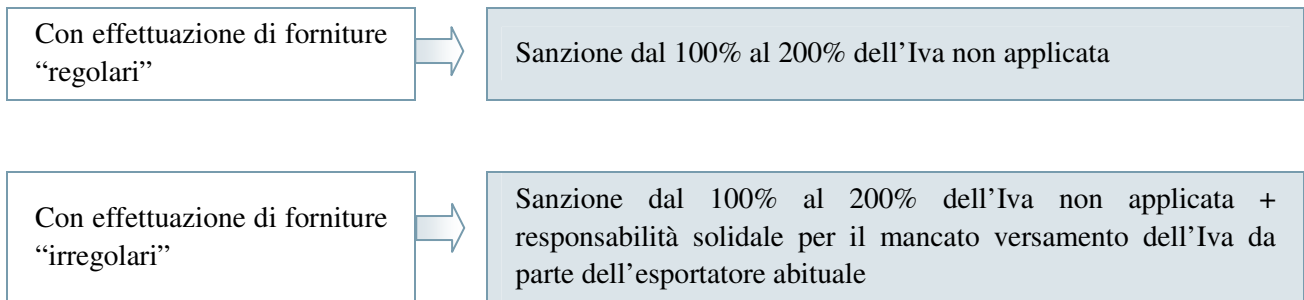 Con effettuazione di forniture
“regolari”
Sanzione dal 100% al 200% dell’Iva non applicata
Con effettuazione di forniture
“irregolari”
Sanzione dal 100% al 200% dell’Iva non applicata +
responsabilità solidale per il mancato versamento dell’Iva da
parte dell’esportatore abituale